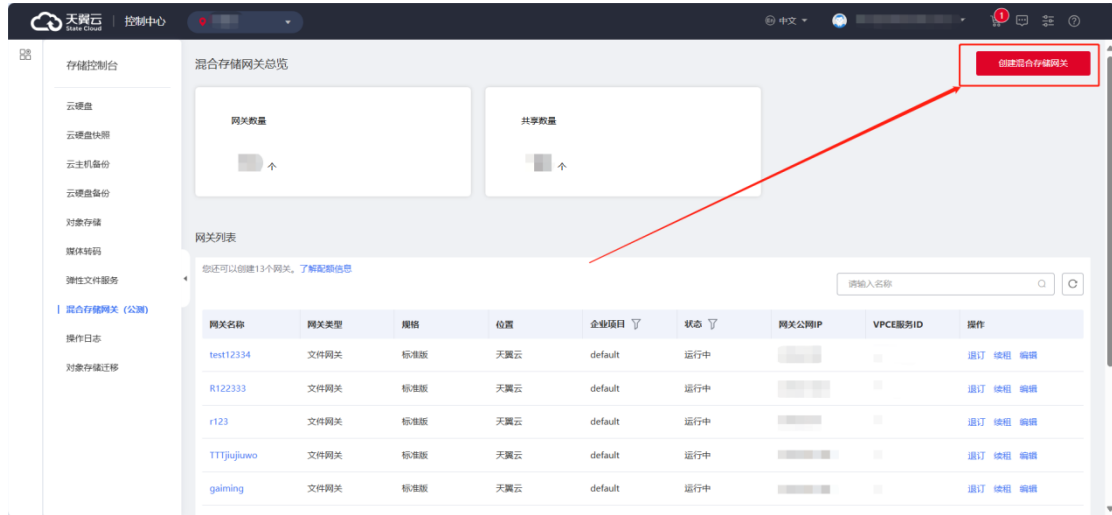 天翼云 State Cloud 控制中心 中文 1
存储控制台
云硬盘
云硬盘快照
云主机备份
云硬盘备份
对象存储
媒体转码
弹性文件服务
混合存储网关（公测）
操作日志
对象存储迁移
混合存储网关总览 创建混合存储网关
网关数量 共享数量
个 个
网关列表
您还可以创建13个网关。了解配额信息
请输入名称
网关名称 网关类型 规格 位置 企业项目 状态 网关公网IP VPCE服务ID 操作
test12334 文件网关 标准版 天翼云 default 运行中 退订 续租 编辑
R122333 文件网关 标准版 天翼云 default 运行中 退订 续租 编辑
r123 文件网关 标准版 天翼云 default 运行中 退订 续租 编辑
TTTjiujiuwo 文件网关 标准版 天翼云 default 运行中 退订 续租 编辑
gaiming 文件网关 标准版 天翼云 default 运行中 退订 续租 编辑